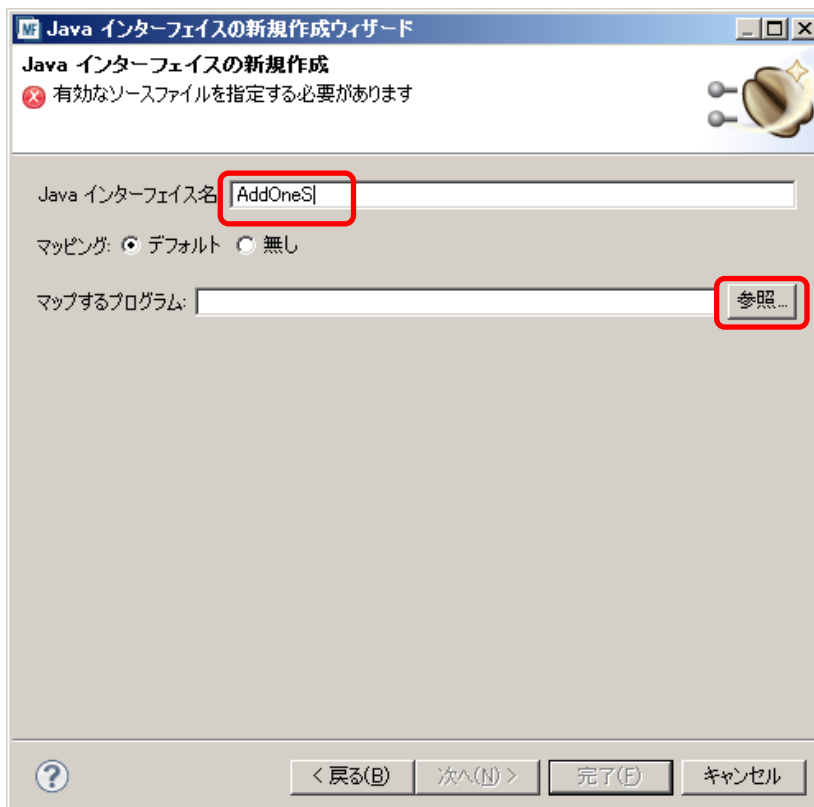 Java インターフェイスの新規作成ウィザード
Java インターフェイスの新規作成
有効なソースファイルを指定する必要があります
Java インターフェイス名: AddOneS
マッピング: デフォルト 無し
マップするプログラム: 参照...
? < 戻る(B) 次へ(N) > 完了(F) キャンセル